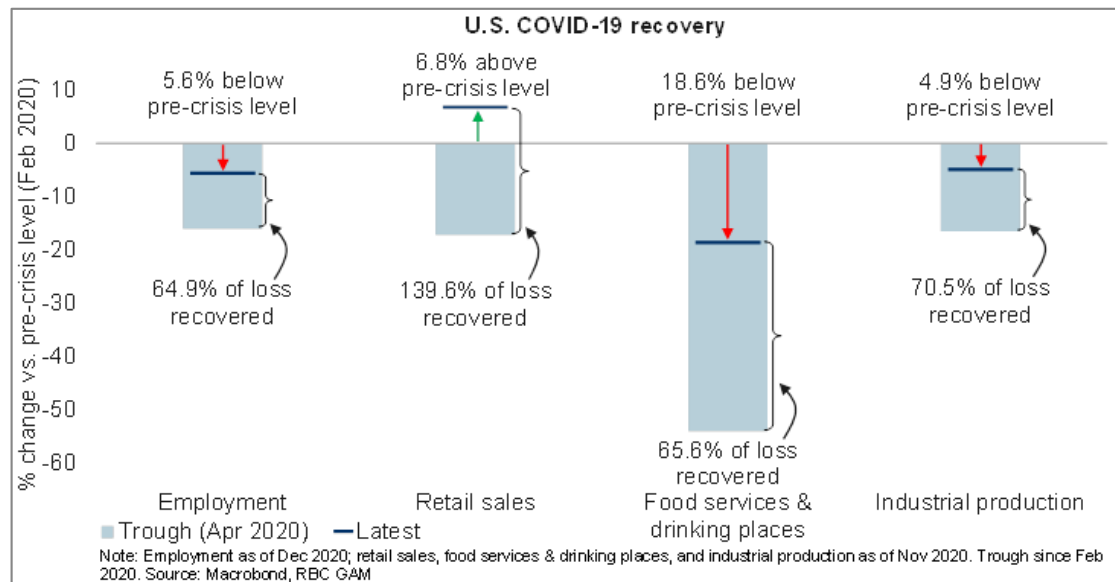 U.S. COVID-19 recovery
% change vs. pre-crisis level (Feb 2020)
10
0
-10
-20
-30
-40
-50
-60
5.6% below
pre-crisis level
6.8% above
pre-crisis level
18.6% below
pre-crisis level
4.9% below
pre-crisis level
64.9% of loss
recovered
139.6% of loss
recovered
65.6% of loss
recovered
70.5% of loss
recovered
Employment
Retail sales
Food services &
drinking places
Industrial production
Trough (Apr 2020)
Latest
Note: Employment as of Dec 2020; retail sales, food services & drinking places, and industrial production as of Nov 2020. Trough since Feb
2020. Source: Macrobond, RBC GAM